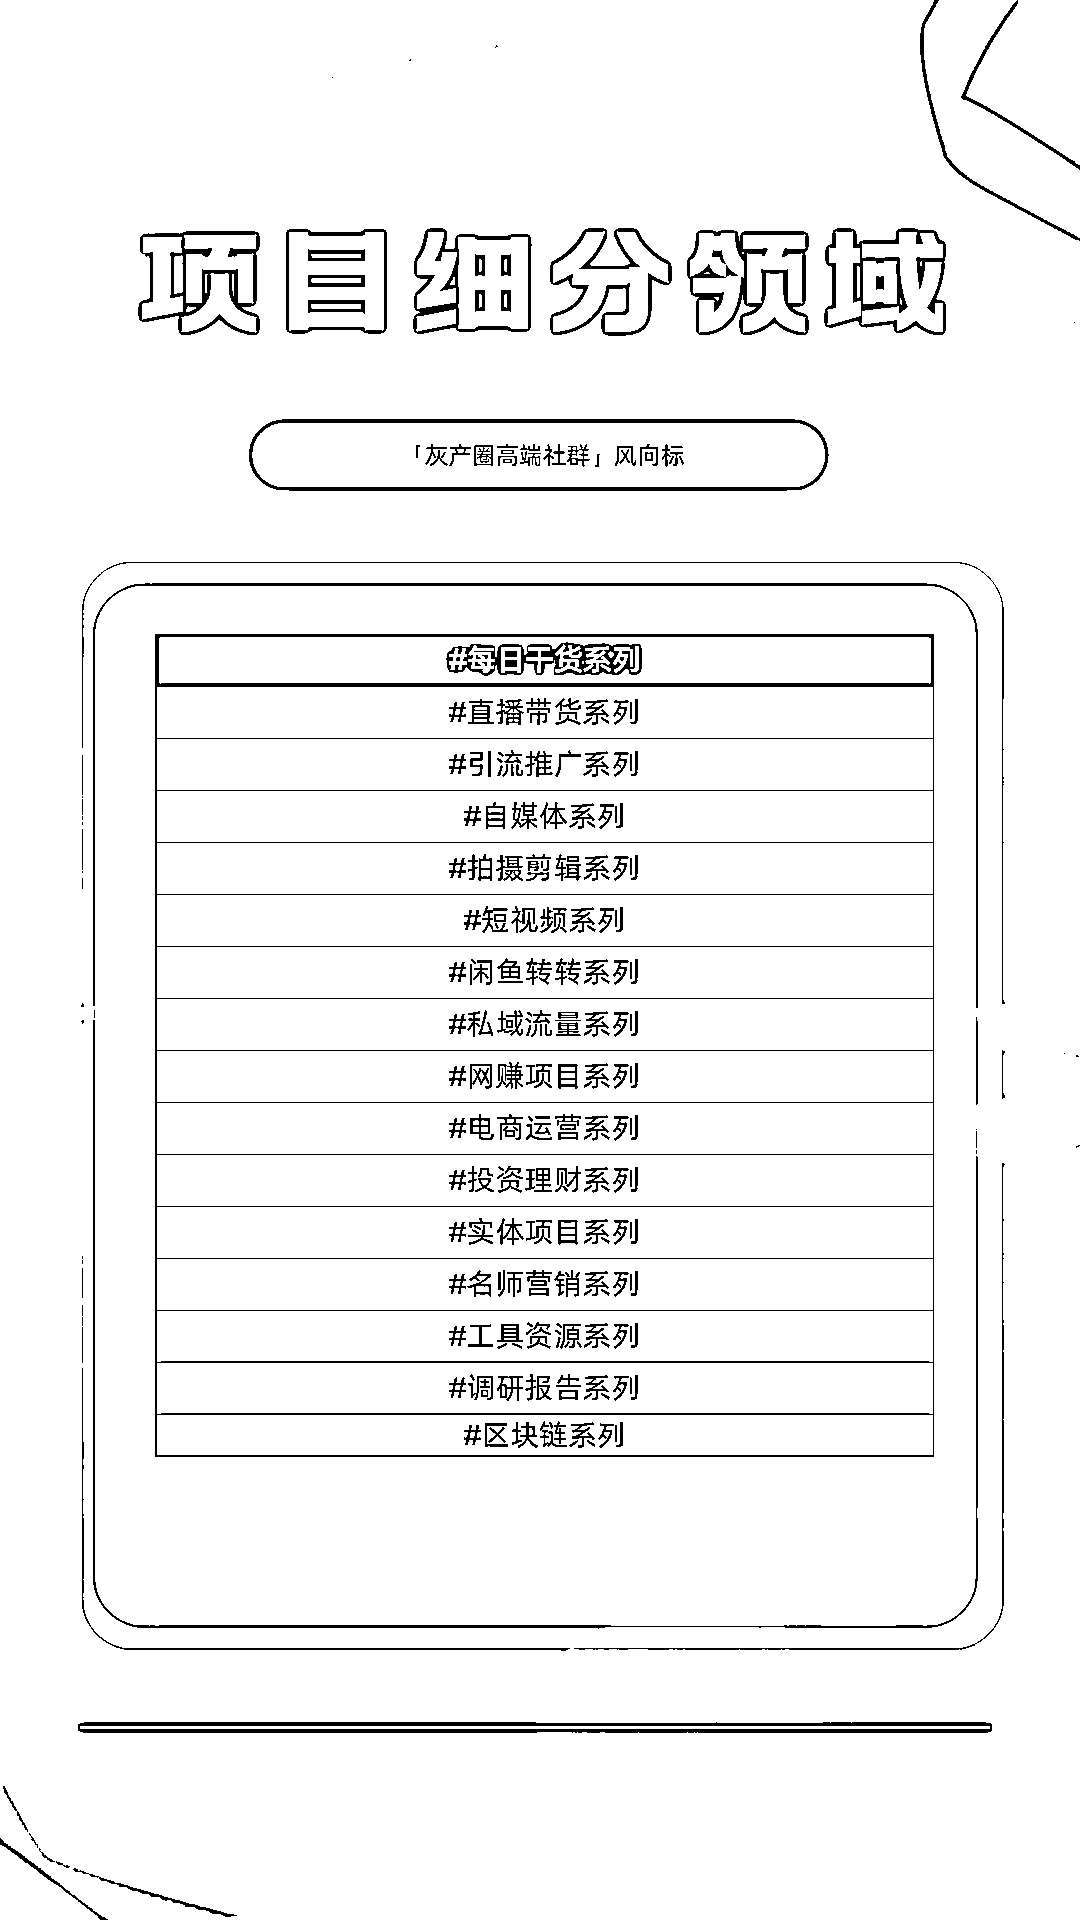 项目细分领域
「灰产圈高端社群」风向标
#每日干货系列
#直播带货系列
#引流推广系列
#自媒体系列
#拍摄剪辑系列
#短视频系列
#闲鱼转转系列
#私域流量系列
#网赚项目系列
#电商运营系列
#投资理财系列
#实体项目系列
#名师营销系列
#工具资源系列
#调研报告系列
#区块链系列